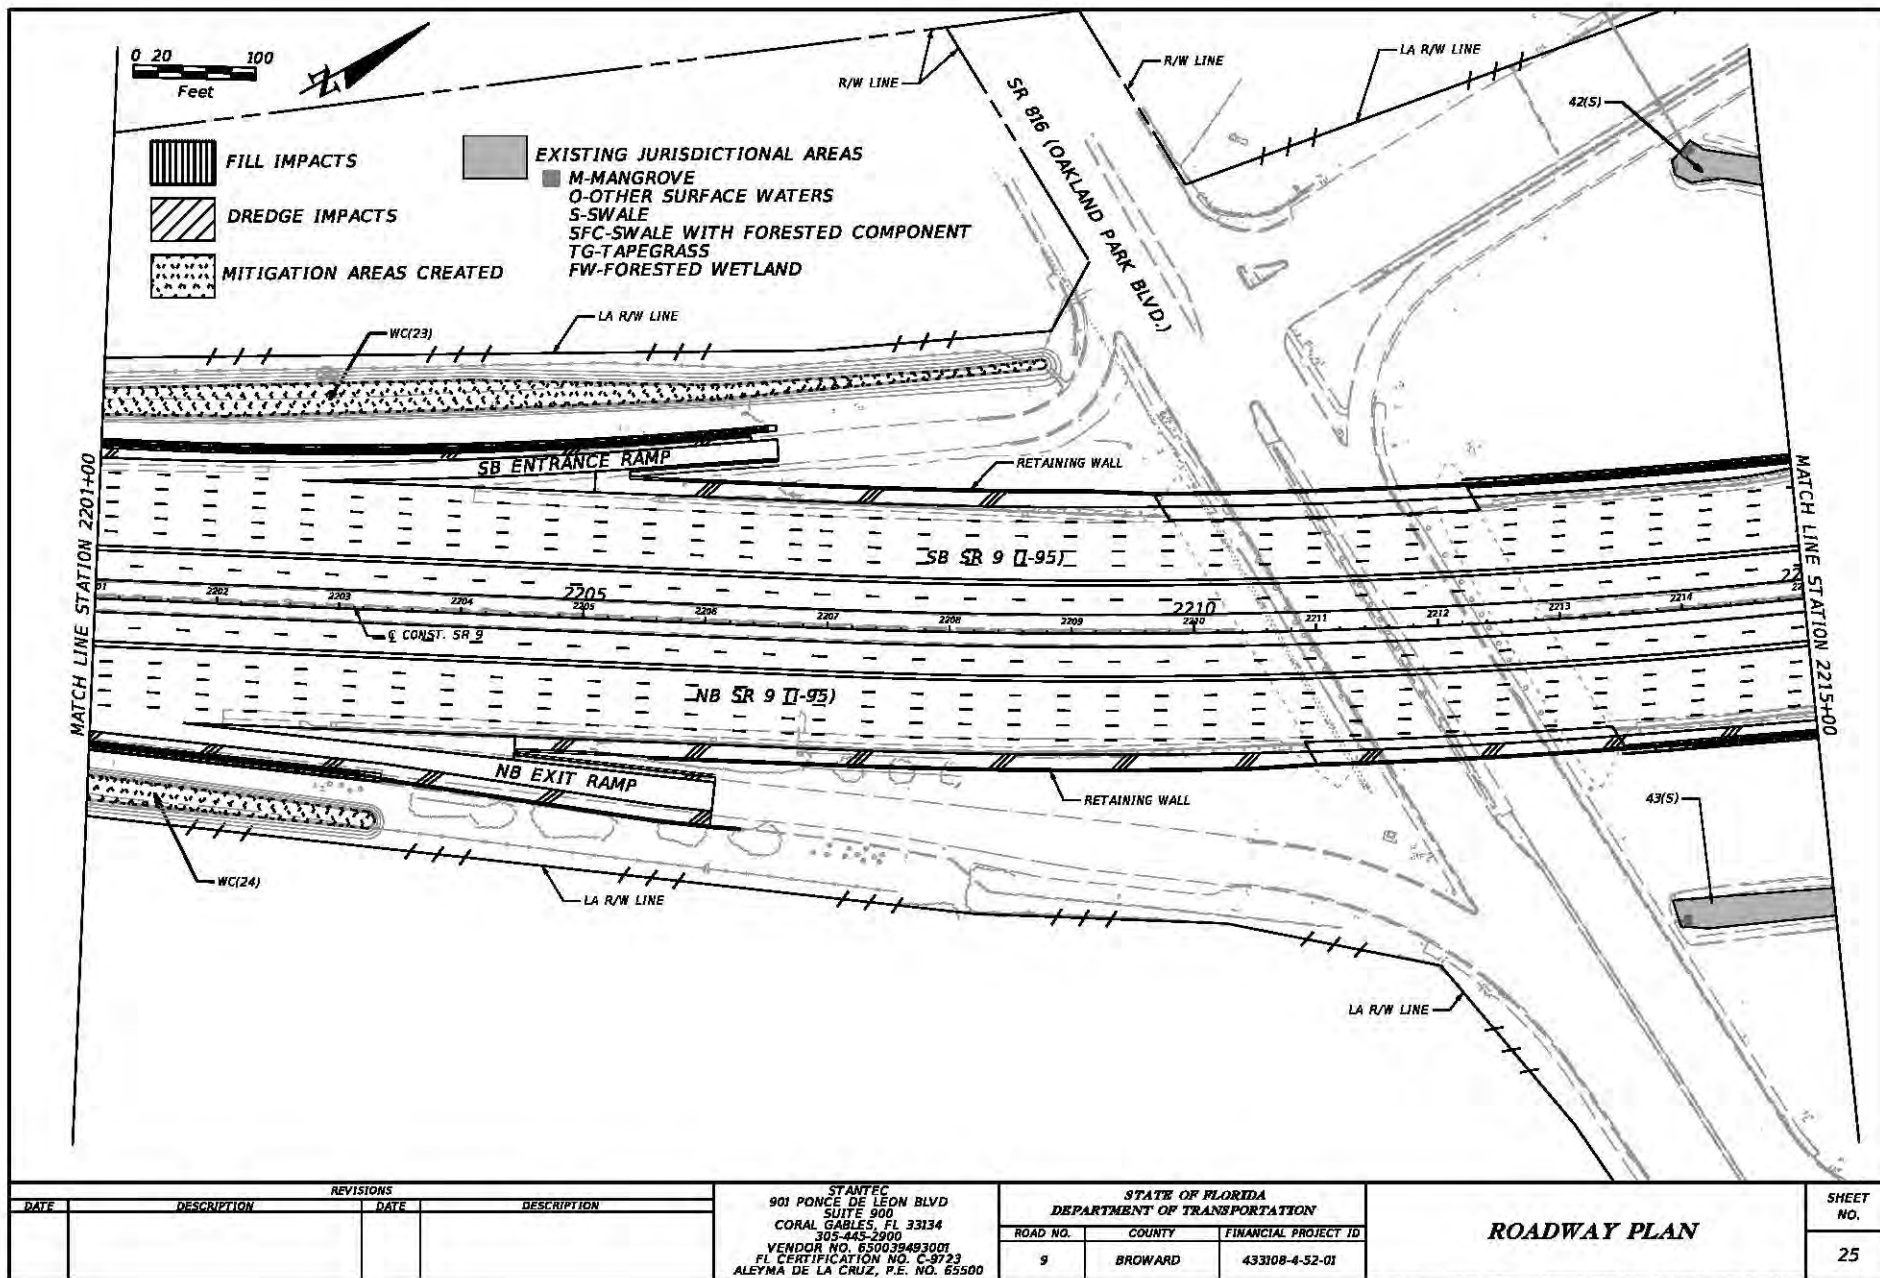 0 20 100
Feet
N
R/W LINE
SR 816 (OAKLAND PARK BLVD.)
R/W LINE
LA R/W LINE
42(S)
FILL IMPACTS
DREDGE IMPACTS
MITIGATION AREAS CREATED
EXISTING JURISDICTIONAL AREAS
M-MANGROVE
O-OTHER SURFACE WATERS
S-SWALE
SFC-SWALE WITH FORESTED COMPONENT
TG-TAPEGRASS
FW-FORESTED WETLAND
LA R/W LINE
WC(23)
SB ENTRANCE RAMP
RETAINING WALL
MATCH LINE STATION 2201+00
MATCH LINE STATION 2215+00
SB SR 9 (I-95)
2205
2210
22
01 2202 2203 2204 2205 2206 2207 2208 2209 2210 2211 2212 2213 2214 22
℄ CONST. SR 9
NB SR 9 (I-95)
NB EXIT RAMP
RETAINING WALL
43(S)
WC(24)
LA R/W LINE
LA R/W LINE
REVISIONS
DATE DESCRIPTION DATE DESCRIPTION
STANTEC
901 PONCE DE LEON BLVD
SUITE 900
CORAL GABLES, FL 33134
305-445-2900
VENDOR NO. 650039493001
FL CERTIFICATION NO. C-9723
ALEYMA DE LA CRUZ, P.E. NO. 65500
STATE OF FLORIDA
DEPARTMENT OF TRANSPORTATION
ROAD NO. COUNTY FINANCIAL PROJECT ID
9 BROWARD 433108-4-52-01
ROADWAY PLAN
SHEET
NO.
25